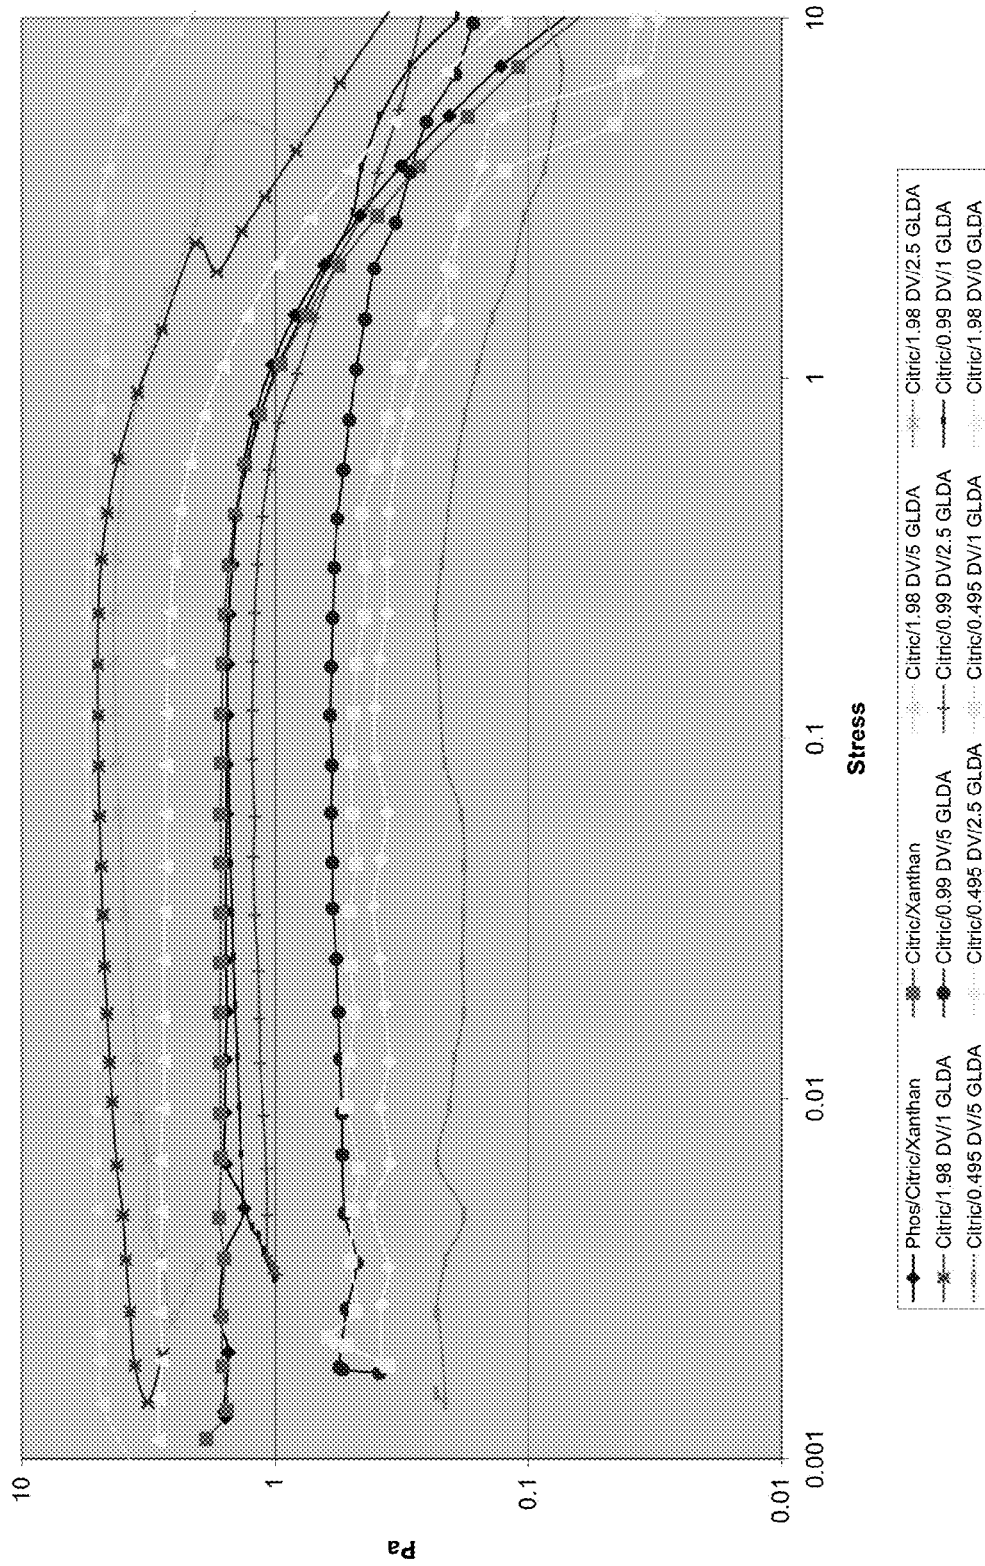 Pa
10
1
0.1
0.01
0.001
0.01
0.1
1
10
Stress
Phos/Citric/Xanthan
Citric/Xanthan
Citric/1.98 DV/5 GLDA
Citric/1.98 DV/2.5 GLDA
Citric/1.98 DV/1 GLDA
Citric/0.99 DV/5 GLDA
Citric/0.99 DV/2.5 GLDA
Citric/0.99 DV/1 GLDA
Citric/0.495 DV/5 GLDA
Citric/0.495 DV/2.5 GLDA
Citric/0.495 DV/1 GLDA
Citric/1.98 DV/0 GLDA